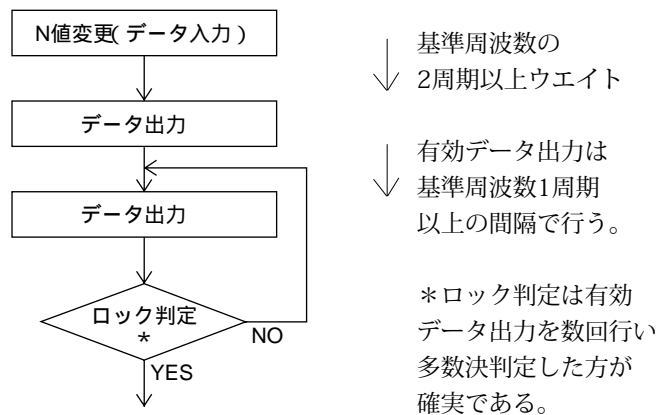 N値変更(データ入力)
データ出力
データ出力
ロック判定
*
NO
YES
基準周波数の
2周期以上ウエイト
有効データ出力は
基準周波数1周期
以上の間隔で行う。
＊ロック判定は有効
データ出力を数回行い
多数決判定した方が
確実である。